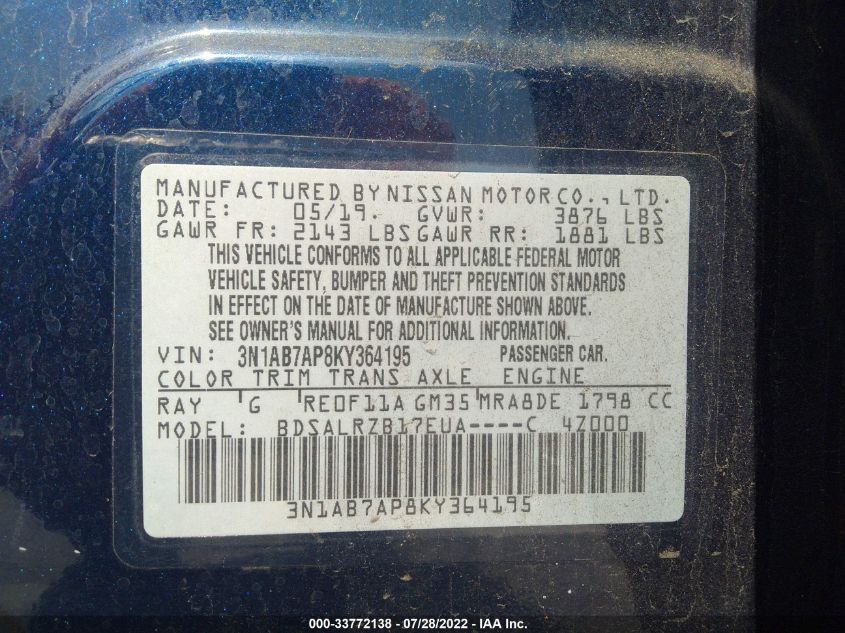 MANUFACTURED BY NISSAN MOTOR CO., LTD.
DATE: 05/19. GVWR: 3876 LBS
GAWR FR: 2143 LBS GAWR RR: 1881 LBS
THIS VEHICLE CONFORMS TO ALL APPLICABLE FEDERAL MOTOR
VEHICLE SAFETY, BUMPER AND THEFT PREVENTION STANDARDS
IN EFFECT ON THE DATE OF MANUFACTURE SHOWN ABOVE.
SEE OWNER'S MANUAL FOR ADDITIONAL INFORMATION.
VIN: 3N1AB7AP8KY364195 PASSENGER CAR.
COLOR TRIM TRANS AXLE ENGINE
RAY G RE0F11A GM35 MRA8DE 1798 CC
MODEL: BDSALRZB17EUA----C 4Z000
3N1AB7AP8KY364195
000-33772138 - 07/28/2022 - IAA Inc.